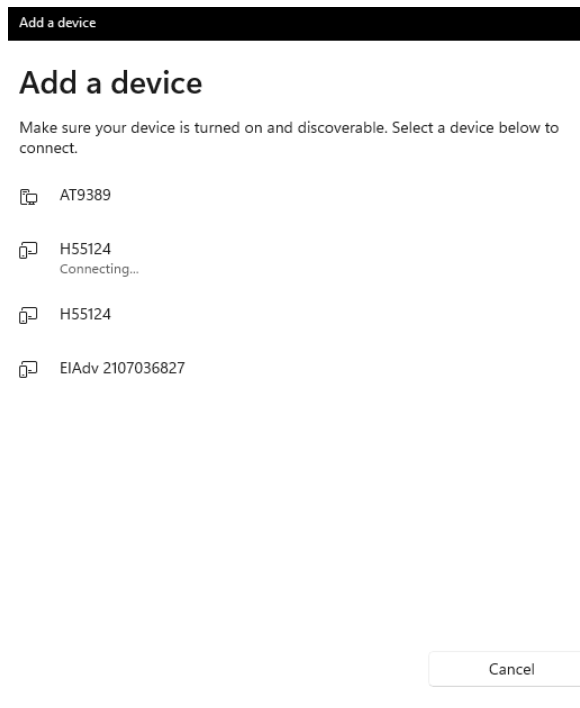 Add a device
Add a device
Make sure your device is turned on and discoverable. Select a device below to
connect.
AT9389
H55124
Connecting...
H55124
EIAdv 2107036827
Cancel